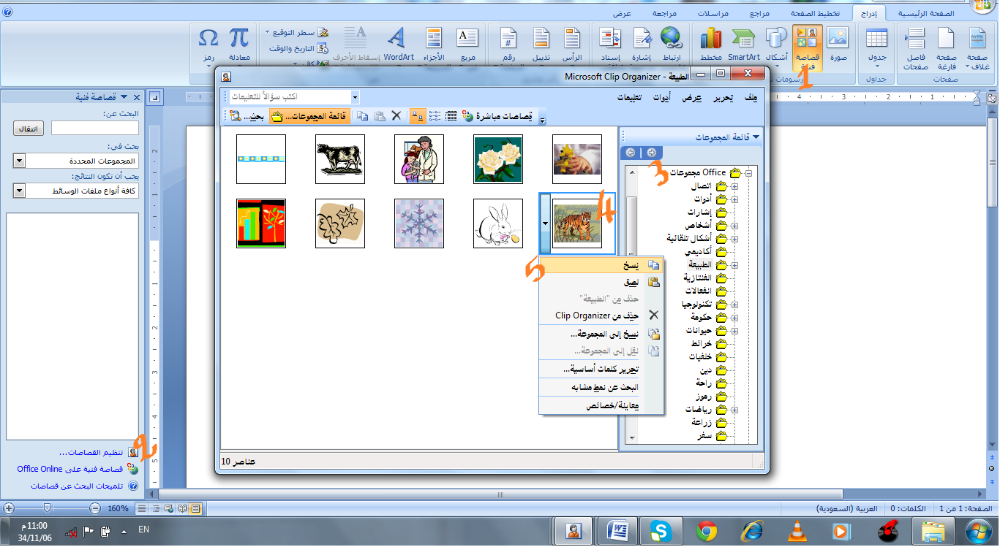 الصفحة الرئيسية
إدراج
تخطيط الصفحة
مراجع
مراسلات
مراجعة
عرض
صفحة غلاف
صفحة فارغة
فاصل صفحات
صفحات
جدول
جداول
صورة
قصاصة فنية
أشكال
SmartArt
مخطط
ارتباط
إشارة
إسناد
الرأس
تذييل
رقم
مربع
الأجزاء
WordArt
إسقاط الأحرف
سطر التوقيع
التاريخ والوقت
معادلة
رمز
1
الطبيعة - Microsoft Clip Organizer
ملف
تحرير
عرض
أدوات
تعليمات
اكتب سؤالاً للتعليمات
قصاصات مباشرة
قائمة المجموعات...
بحث...
قائمة المجموعات
3
مجموعات Office
اتصال
أدوات
إشارات
أشخاص
أشكال تلقائية
أكاديمي
الطبيعة
الفنتازية
انفعالات
تكنولوجيا
حكومة
حيوانات
خرائط
خلفيات
دين
راحة
رموز
رياضات
زراعة
سفر
4
5
نسخ
لصق
حذف من "الطبيعة"
حذف من Clip Organizer
نسخ إلى المجموعة...
نقل إلى المجموعة...
تحرير كلمات أساسية...
البحث عن نمط مشابه
معاينة/خصائص
10 عناصر
قصاصة فنية
البحث عن:
انتقال
بحث في:
المجموعات المحددة
يجب أن تكون النتائج:
كافة أنواع ملفات الوسائط
2
تنظيم القصاصات...
قصاصة فنية على Office Online
تلميحات البحث عن قصاصات
الصفحة: 1 من 1
الكلمات: 0
العربية (السعودية)
160%
EN
11:00 م
34/11/06